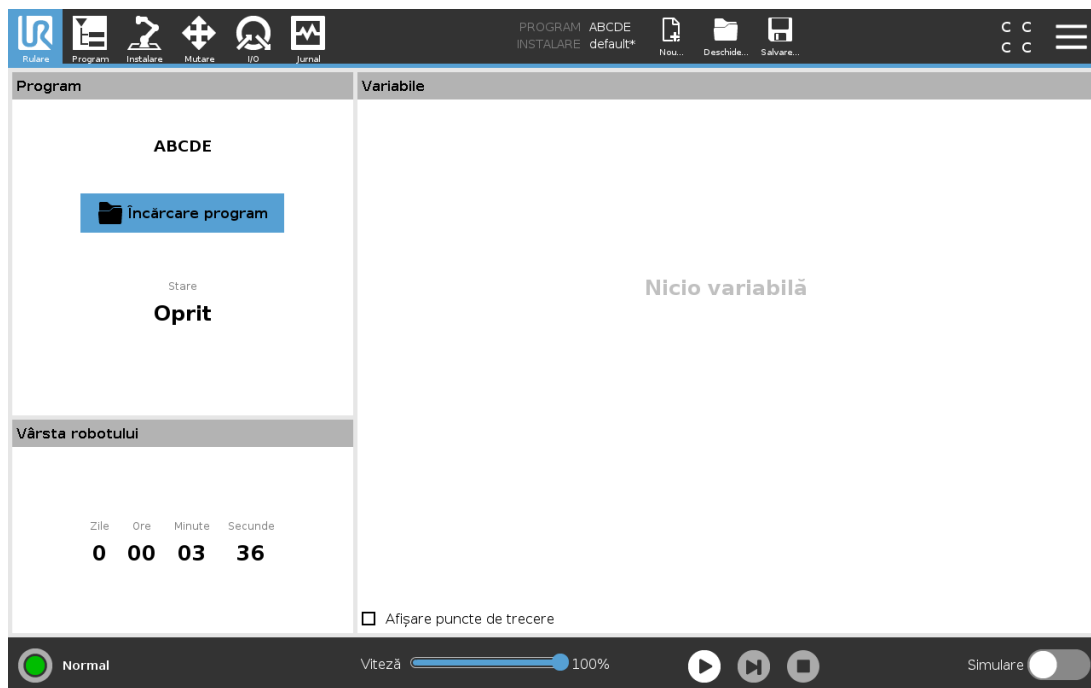 PROGRAM ABCDE
INSTALARE default*
Rulare Program Instalare Mutare I/O Jurnal Nou... Deschide... Salvare...
C C
C C
Program
ABCDE
Încărcare program
Stare
Oprit
Vârsta robotului
Zile Ore Minute Secunde
0 00 03 36
Variabile
Nicio variabilă
Afișare puncte de trecere
Normal Viteză 100% Simulare